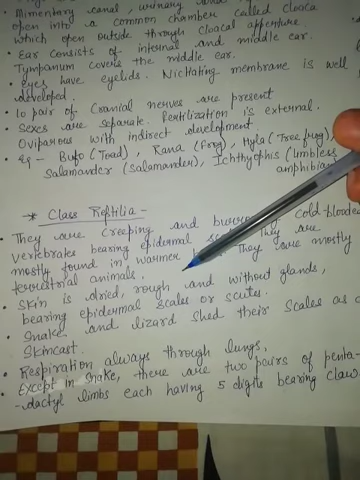 Alimentary canal, urinary and
open into a common chamber called cloaca
which open outside through cloacal apperture.
• Ear consists of internal and middle ear.
Tympanum covers the middle ear.
• eyes have eyelids. Nictitating membrane is well
developed.
• 10 pair of Cranial nerves are present
• Sexes are separate. Fertilization is external.
Oviparous with indirect development.
• eg - Bufo (Toad), Rana (frog), Hyla (Tree frog),
Salamander (salamander), Ichthyophis (limbless
amphibian
* Class Reptilia -
• They are creeping and cold-blooded
vertebrates bearing epidermal They are
mostly found in warmer They are mostly
terrestrial animals.
• Skin is dried, rough and without glands,
bearing epidermal scales or scutes.
• Snake and lizard shed their scales as a
Skincast.
• Respiration always through lungs.
• Except in snake, there are two pairs of penta-
-dactyl limbs each having 5 digits bearing claw.